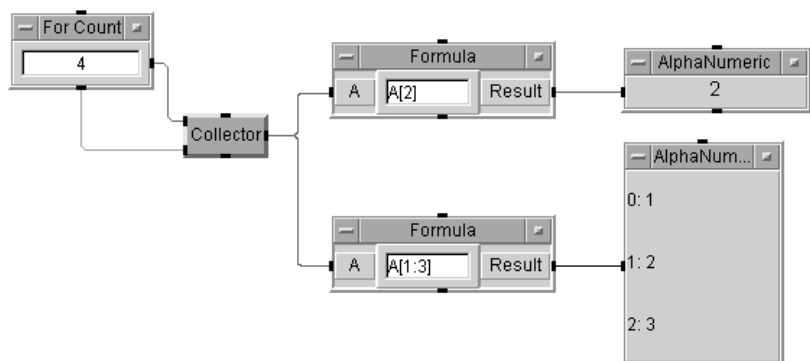 For Count
4
Collector
Formula
A
A[2]
Result
AlphaNumeric
2
Formula
A
A[1:3]
Result
AlphaNum...
0: 1
1: 2
2: 3